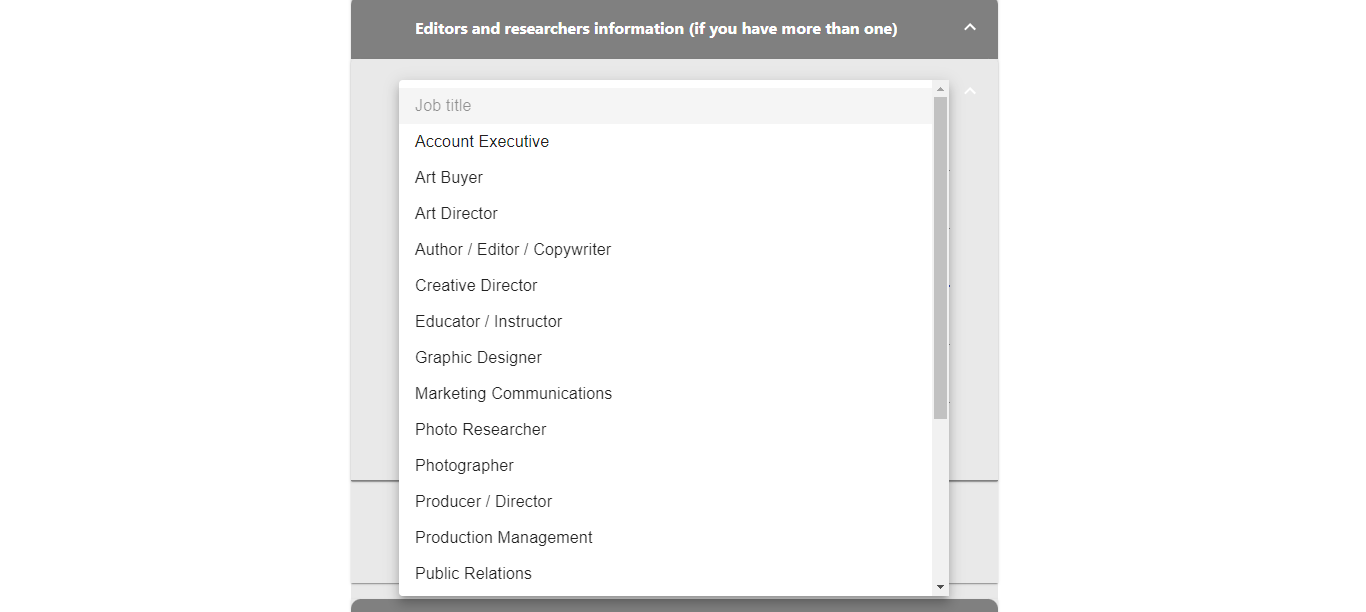 Editors and researchers information (if you have more than one)
Job title
Account Executive
Art Buyer
Art Director
Author / Editor / Copywriter
Creative Director
Educator / Instructor
Graphic Designer
Marketing Communications
Photo Researcher
Photographer
Producer / Director
Production Management
Public Relations